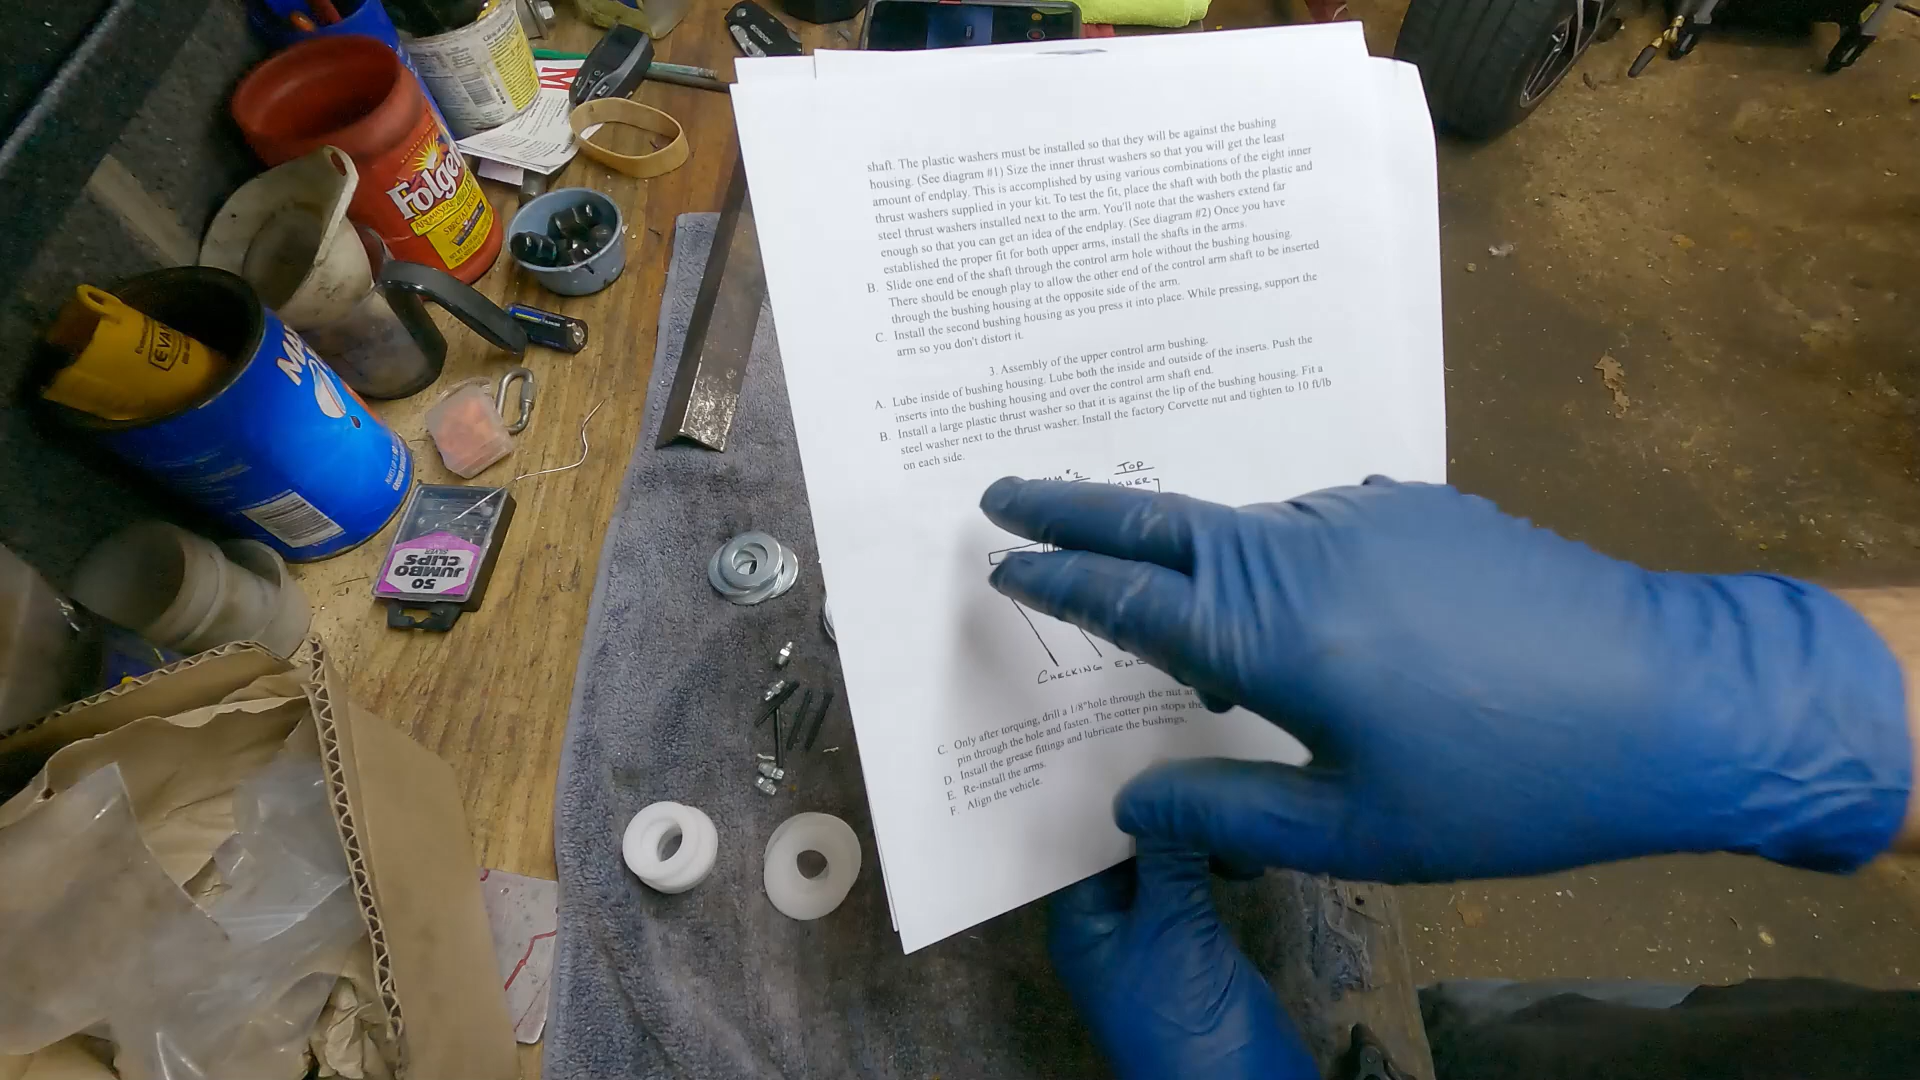 shaft. The plastic washers must be installed so that they will be against the bushing
housing. (See diagram #1) Size the inner thrust washers so that you will get the least
amount of endplay. This is accomplished by using various combinations of the eight inner
thrust washers supplied in your kit. To test the fit, place the shaft with both the plastic and
steel thrust washers installed next to the arm. You'll note that the washers extend far
enough so that you can get an idea of the endplay. (See diagram #2) Once you have
established the proper fit for both upper arms, install the shafts in the arms.
B. Slide one end of the shaft through the control arm hole without the bushing housing.
There should be enough play to allow the other end of the control arm shaft to be inserted
through the bushing housing at the opposite side of the arm.
C. Install the second bushing housing as you press it into place. While pressing, support the
arm so you don't distort it.
3. Assembly of the upper control arm bushing.
A. Lube inside of bushing housing. Lube both the inside and outside of the inserts. Push the
inserts into the bushing housing and over the control arm shaft end.
B. Install a large plastic thrust washer so that it is against the lip of the bushing housing. Fit a
steel washer next to the thrust washer. Install the factory Corvette nut and tighten to 10 ft/lb
on each side.
#2 TOP
CHECKING
C. Only after torquing, drill a 1/8"hole through the nut
pin through the hole and fasten. The cotter pin stops the
D. Install the grease fittings and lubricate the bushings.
E. Re-install the arms.
F. Align the vehicle.
Folge
SPECIAL
EVA
MA
50
JUMBO
CLIPS
SILVER
GORDON
M